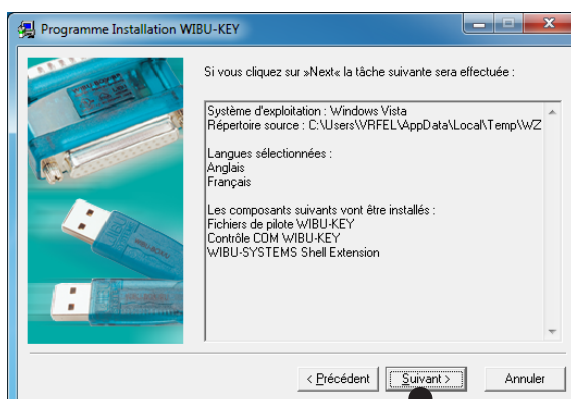 Programme Installation WIBU-KEY
Si vous cliquez sur »Next« la tâche suivante sera effectuée :
Système d'exploitation : Windows Vista
Répertoire source : C:\Users\VRFEL\AppData\Local\Temp\WZ
Langues sélectionnées :
Anglais
Français
Les composants suivants vont être installés :
Fichiers de pilote WIBU-KEY
Contrôle COM WIBU-KEY
WIBU-SYSTEMS Shell Extension
< Précédent
Suivant >
Annuler